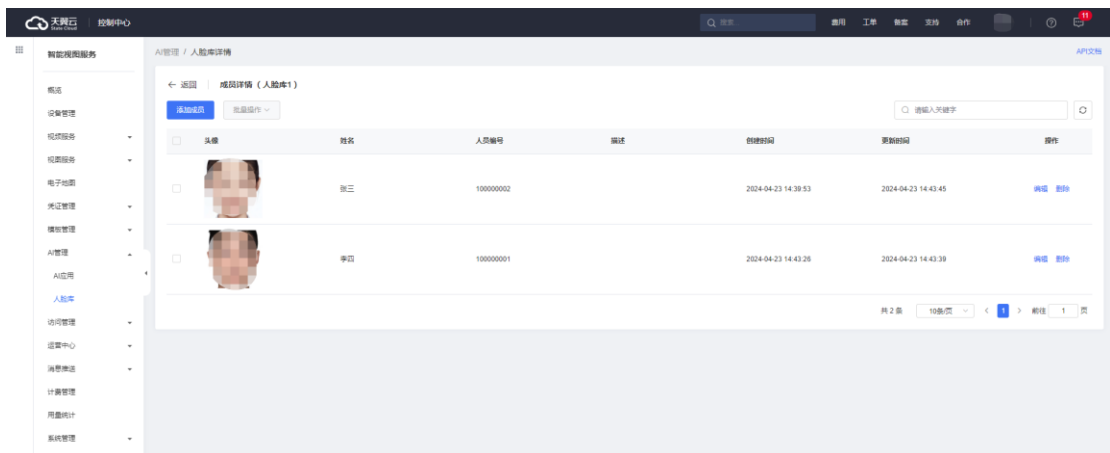 天翼云 控制中心 搜索... 费用 工单 备案 支持 合作 11
State Cloud
智能视图服务 AI管理 / 人脸库详情 API文档
← 返回 成员详情（人脸库1）
添加成员 批量操作 请输入关键字
头像 姓名 人员编号 描述 创建时间 更新时间 操作
张三 100000002 2024-04-23 14:39:53 2024-04-23 14:43:45 编辑 删除
李四 100000001 2024-04-23 14:43:26 2024-04-23 14:43:39 编辑 删除
共 2 条 10条/页 1 前往 1 页
概览
设备管理
视频服务
视图服务
电子地图
凭证管理
模板管理
AI管理
AI应用
人脸库
访问管理
运营中心
消息推送
计费管理
用量统计
系统管理